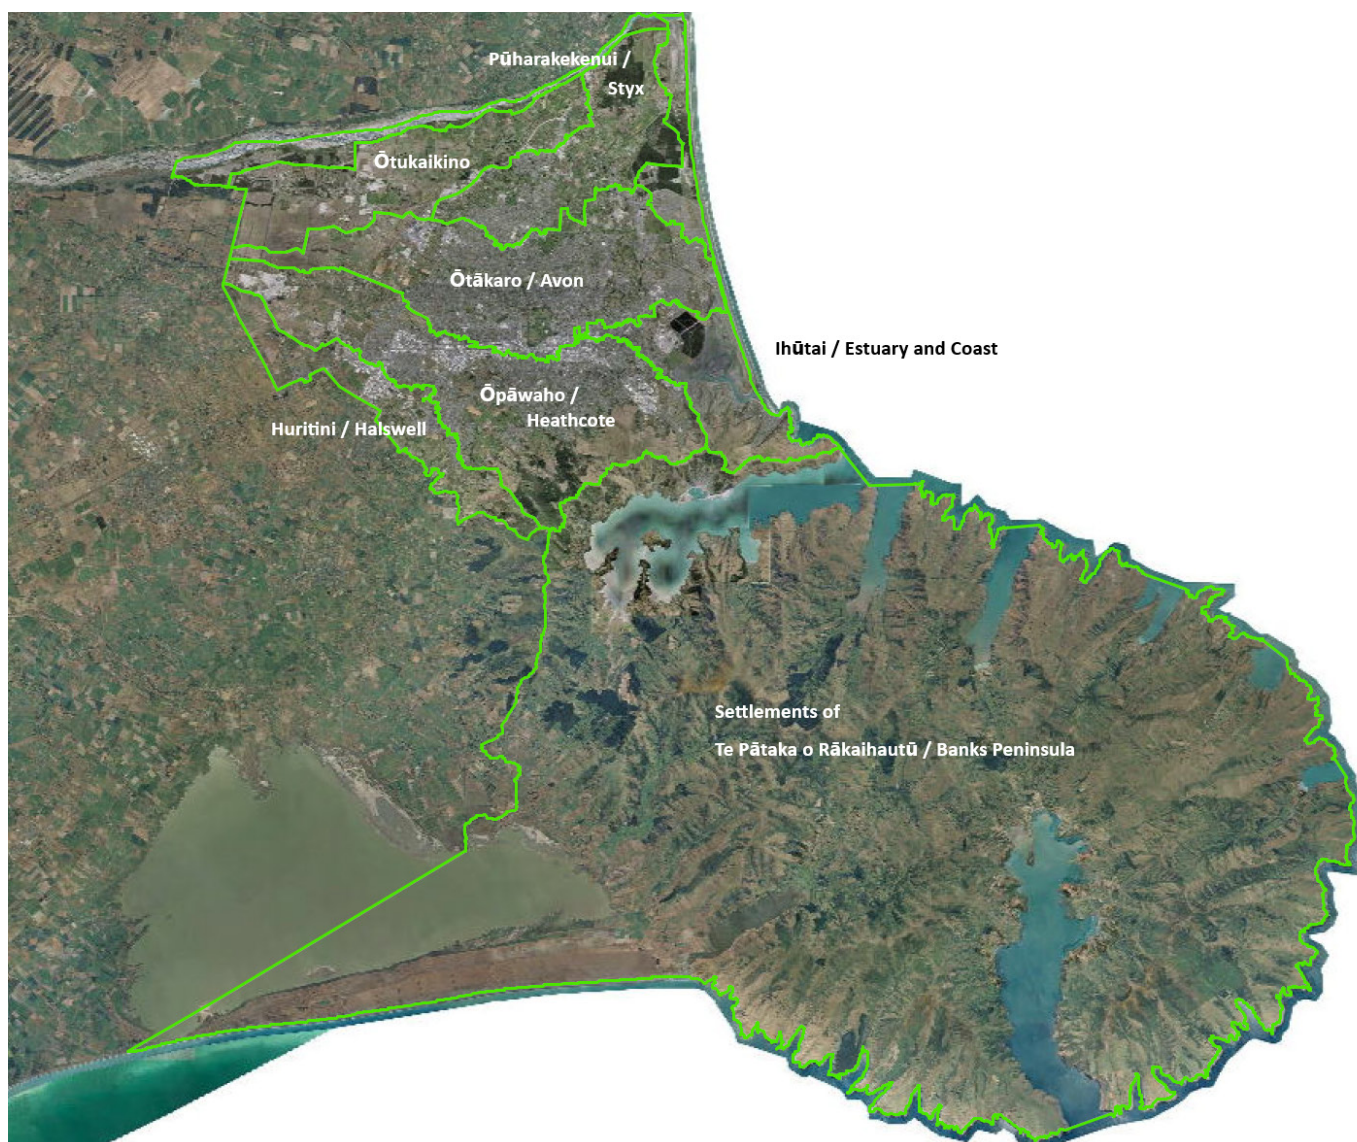 Pūharakekenui /
Styx
Ōtukaikino
Ōtākaro / Avon
Ihūtai / Estuary and Coast
Ōpāwaho /
Heathcote
Huritini / Halswell
Settlements of
Te Pātaka o Rākaihautū / Banks Peninsula